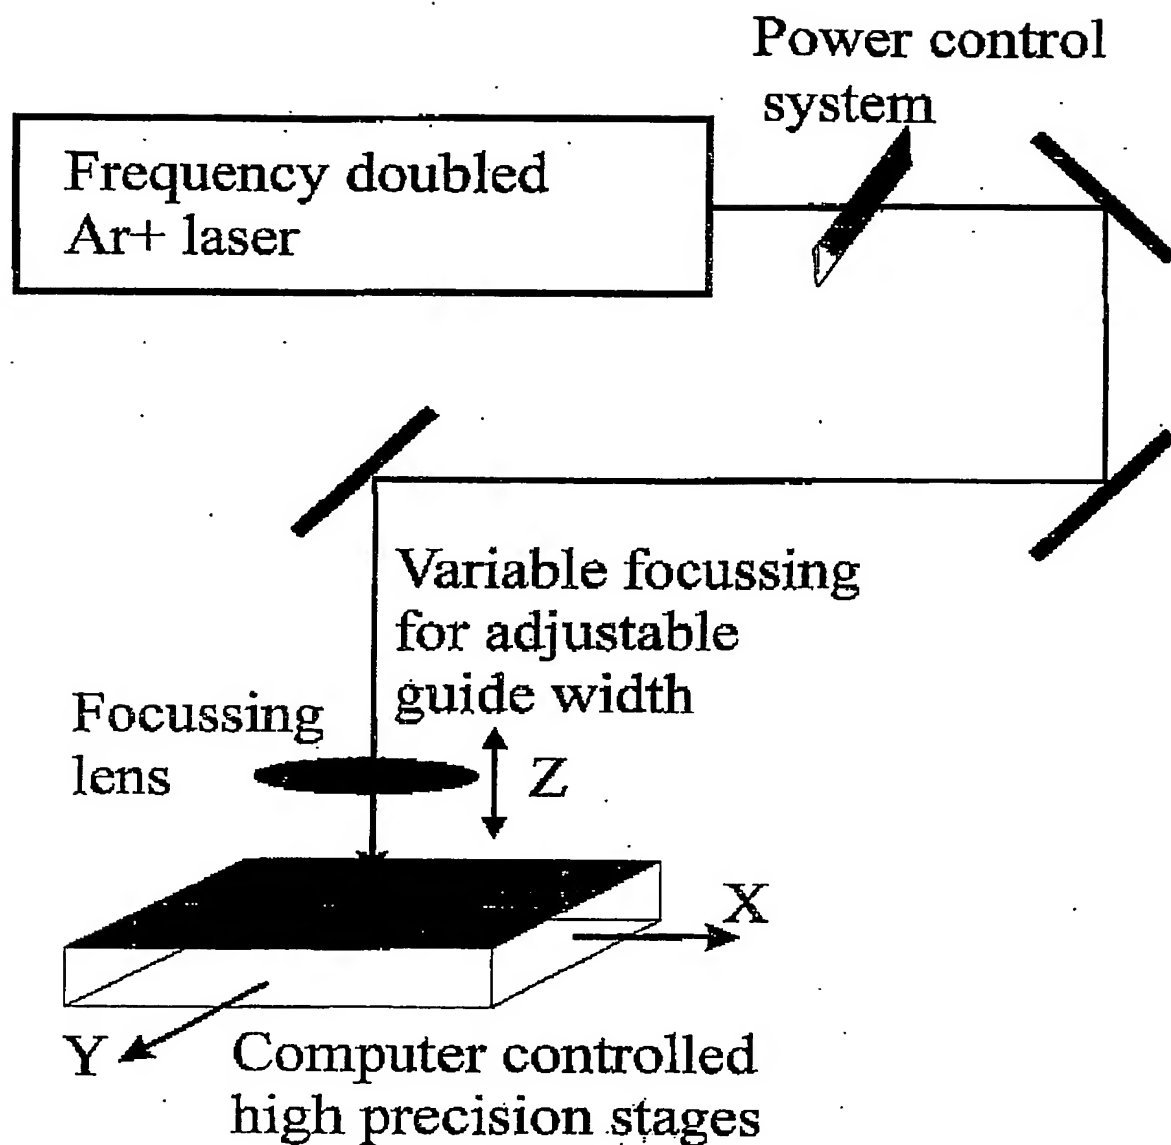 Power control
system
Frequency doubled
Ar+ laser
Variable focussing
for adjustable
guide width
Focussing
lens
Z
X
Y
Computer controlled
high precision stages